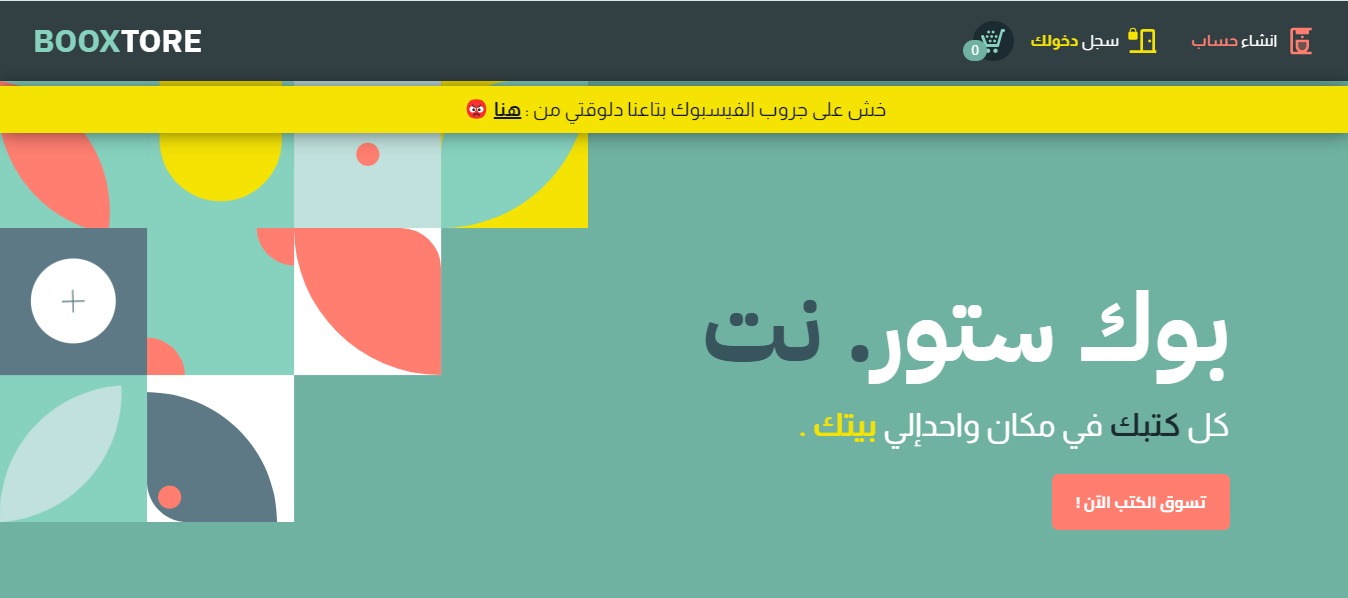 انشاء حساب
سجل دخولك
0
BOOXTORE
خش على جروب الفيسبوك بتاعنا دلوقتي من : هنا 😡
بوك ستور. نت
كل كتبك في مكان واحدإلي بيتك .
تسوق الكتب الآن !